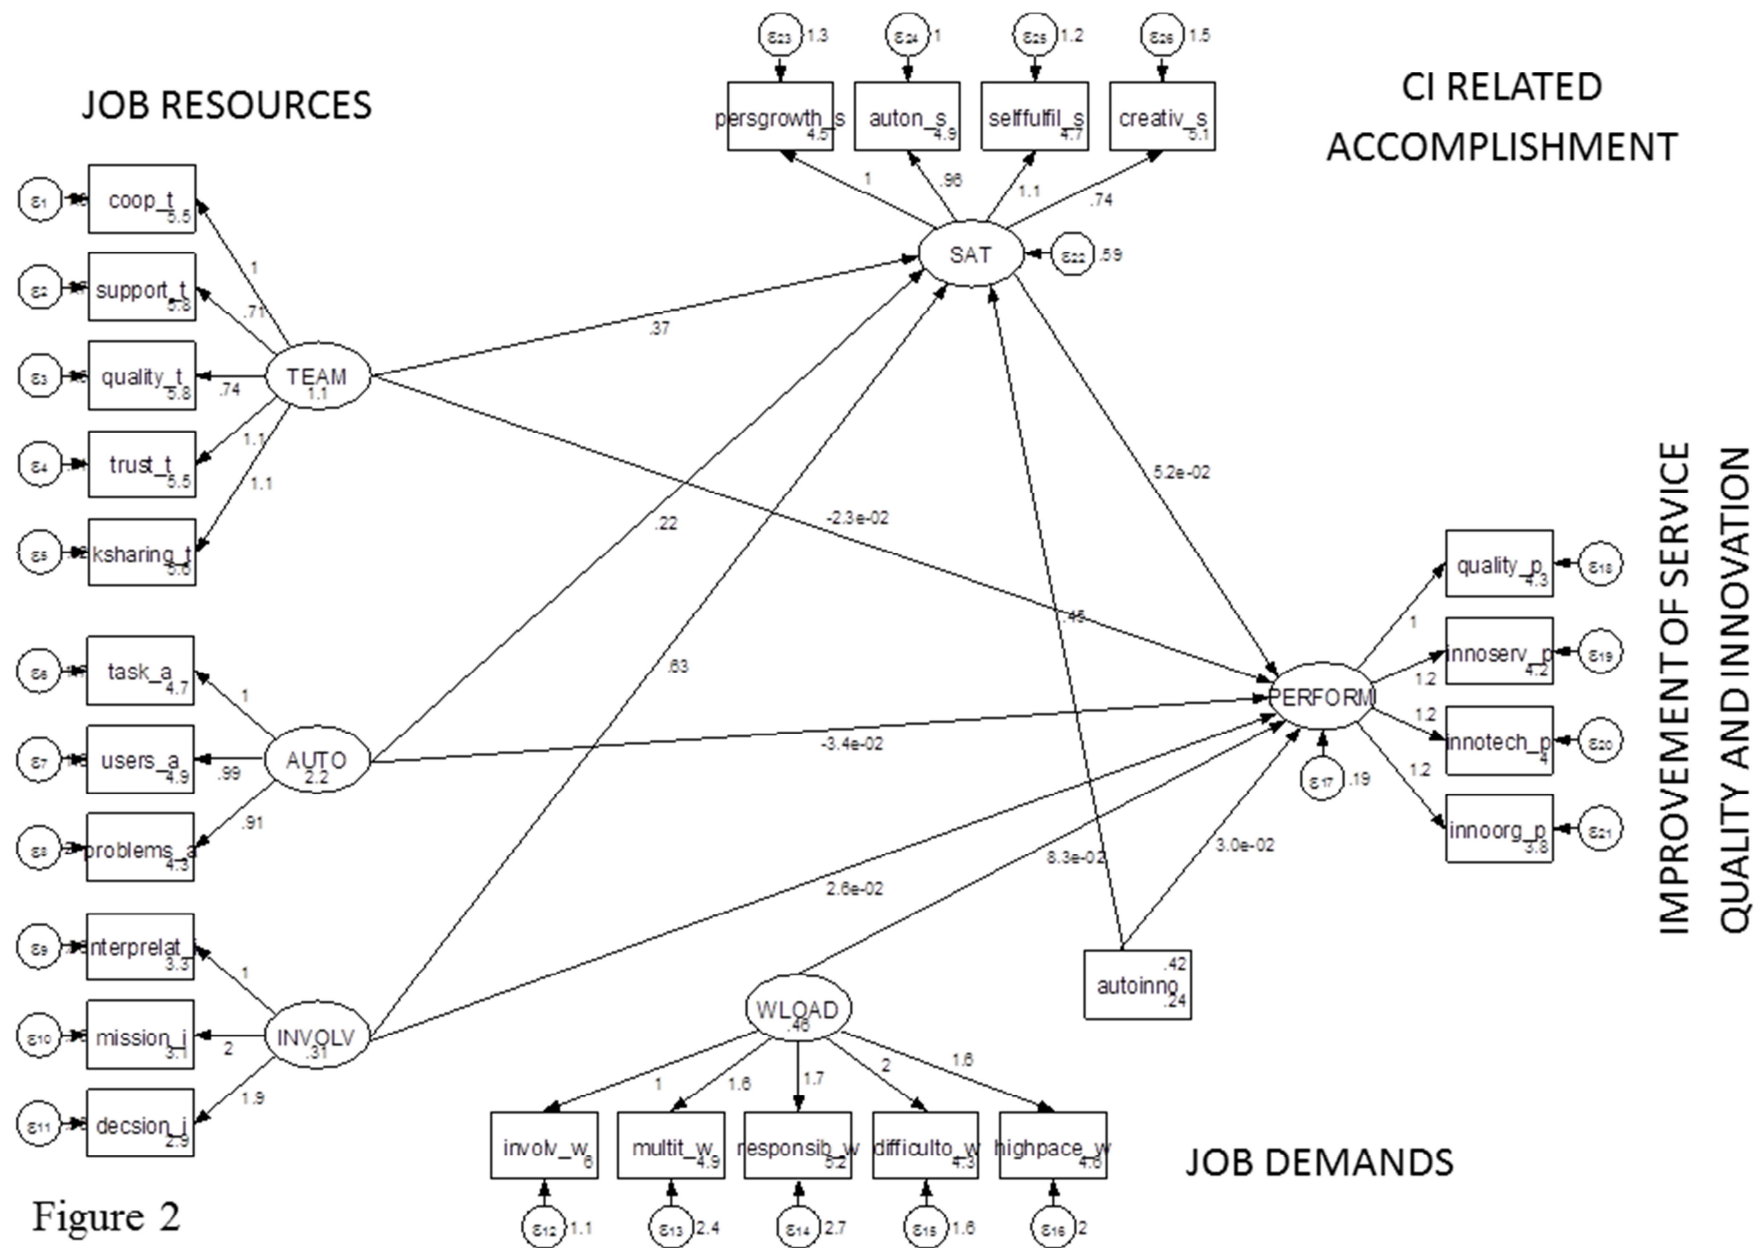 JOB RESOURCES
CI RELATED
ACCOMPLISHMENT
ε23 1.3
ε24 1
ε25 1.2
ε26 1.5
persgrowth_s 4.5
auton_s 4.9
selffulfil_s 4.7
creativ_s 5.1
1
.96
1.1
.74
SAT
ε22 .59
ε1
coop_t 5.5
1
ε2
support_t 5.8
.71
ε3
quality_t 5.8
.74
TEAM
1.1
ε4
trust_t 5.5
1.1
ε5
ksharing_t 5.6
1.1
.37
5.2e-02
-2.3e-02
.22
.45
.63
ε6
task_a 4.7
1
ε7
users_a 4.9
.99
AUTO
2.2
ε8
problems_a 4.3
.91
-3.4e-02
PERFORM
ε17 .19
quality_p 4.3
ε18
1
innoserv_p 4.2
ε19
1.2
innotech_p 4
ε20
1.2
innoorg_p 3.8
ε21
1.2
IMPROVEMENT OF SERVICE
QUALITY AND INNOVATION
8.3e-02
3.0e-02
2.6e-02
ε9
nterprelat_ 3.3
1
ε10
mission_i 3.1
2
INVOLV
.31
ε11
decsion_i 2.9
1.9
WLOAD
.46
.42
autoinno
.24
1
1.6
1.7
2
1.6
involv_w 6
multit_w 4.9
responsib_w 5.2
difficulto_w 4.3
highpace_w 4.6
ε12 1.1
ε13 2.4
ε14 2.7
ε15 1.6
ε16 2
JOB DEMANDS
Figure 2